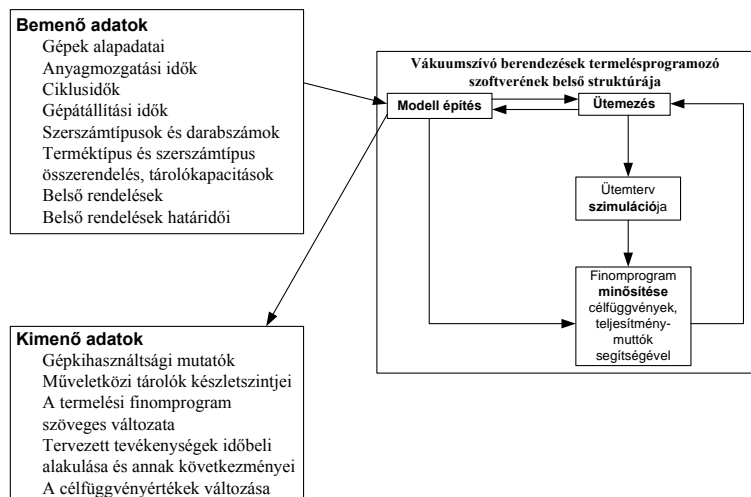 Bemenő adatok
Gépek alapadatai
Anyagmozgatási idők
Ciklusidők
Gépátállítási idők
Szerszámtípusok és darabszámok
Terméktípus és szerszámtípus
összerendelés, tárolókapacitások
Belső rendelések
Belső rendelések határidői
Vákuumszívó berendezések termelésprogramozó
szoftverének belső struktúrája
Modell építés
Ütemezés
Ütemterv
szimulációja
Finomprogram
minősítése
célfüggvények,
teljesítmény-
muttók
segítségével
Kimenő adatok
Gépkihasználtsági mutatók
Műveletközi tárolók készletszintjei
A termelési finomprogram
szöveges változata
Tervezett tevékenységek időbeli
alakulása és annak következményei
A célfüggvényértékek változása